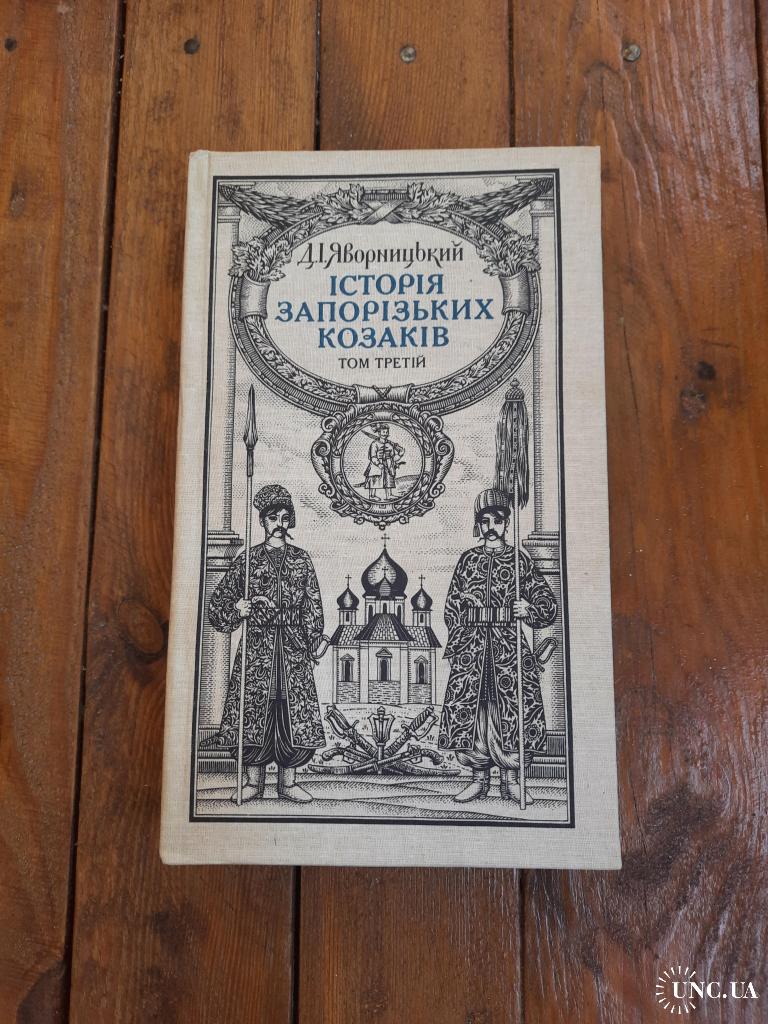 Д.І.Яворницький
ІСТОРІЯ
ЗАПОРІЗЬКИХ
КОЗАКІВ
ТОМ ТРЕТІЙ
UNC.UA